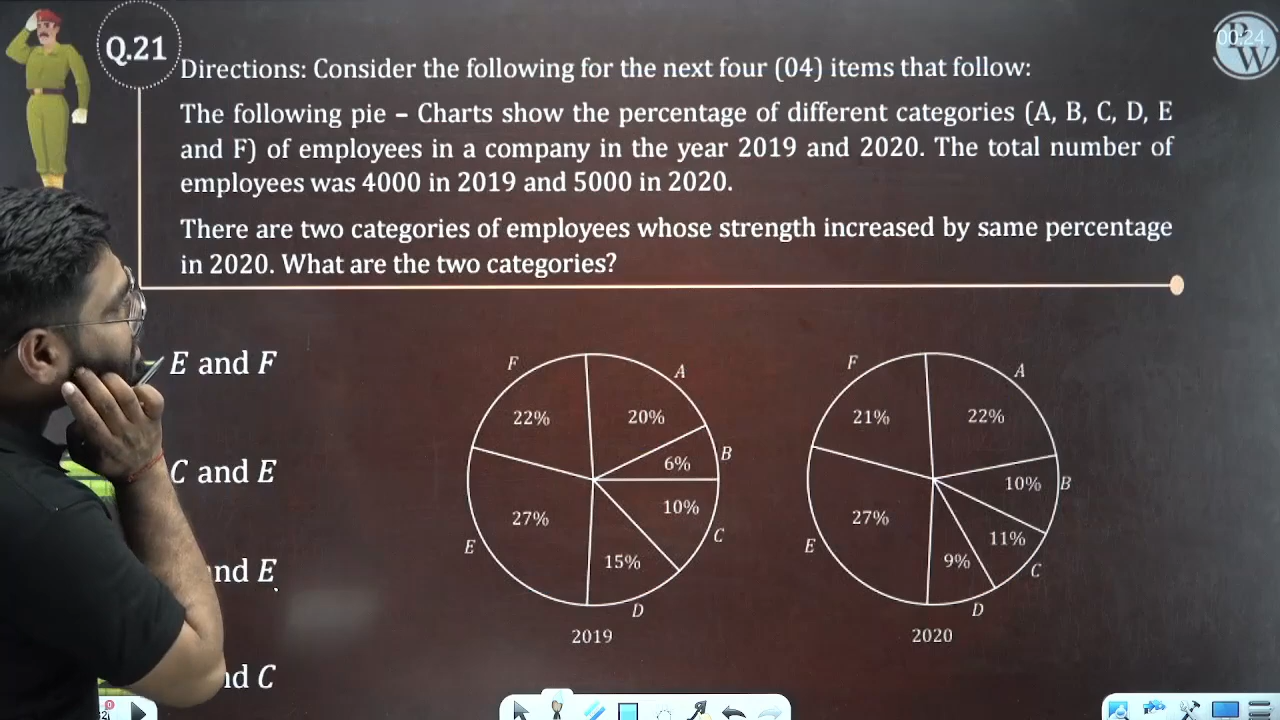 Q.21
00:24
PW
Directions: Consider the following for the next four (04) items that follow:
The following pie – Charts show the percentage of different categories (A, B, C, D, E
and F) of employees in a company in the year 2019 and 2020. The total number of
employees was 4000 in 2019 and 5000 in 2020.
There are two categories of employees whose strength increased by same percentage
in 2020. What are the two categories?
E and F
C and E
and E
and C
F
A
22%
20%
B
6%
10%
C
27%
15%
E
D
2019
F
A
21%
22%
10%
B
27%
11%
9%
C
E
D
2020